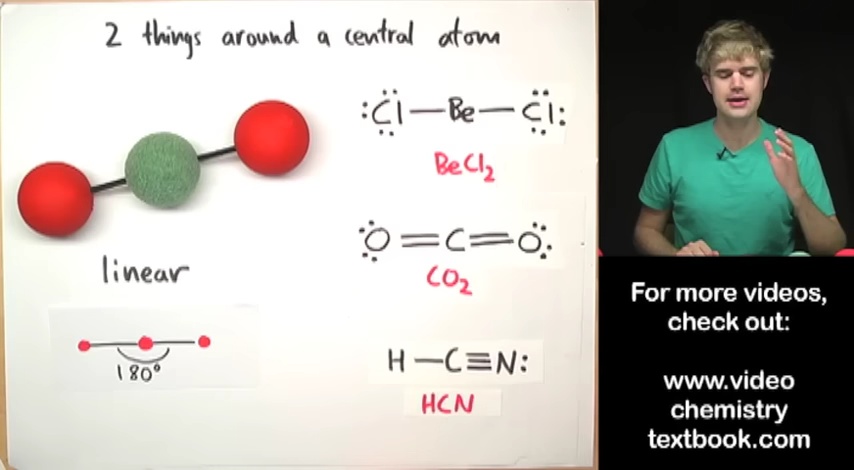 2 things around a central atom
:Cl—Be—Cl:
BeCl₂
O=C=O
CO₂
linear
180°
H—C≡N:
HCN
For more videos,
check out:
www.video
chemistry
textbook.com